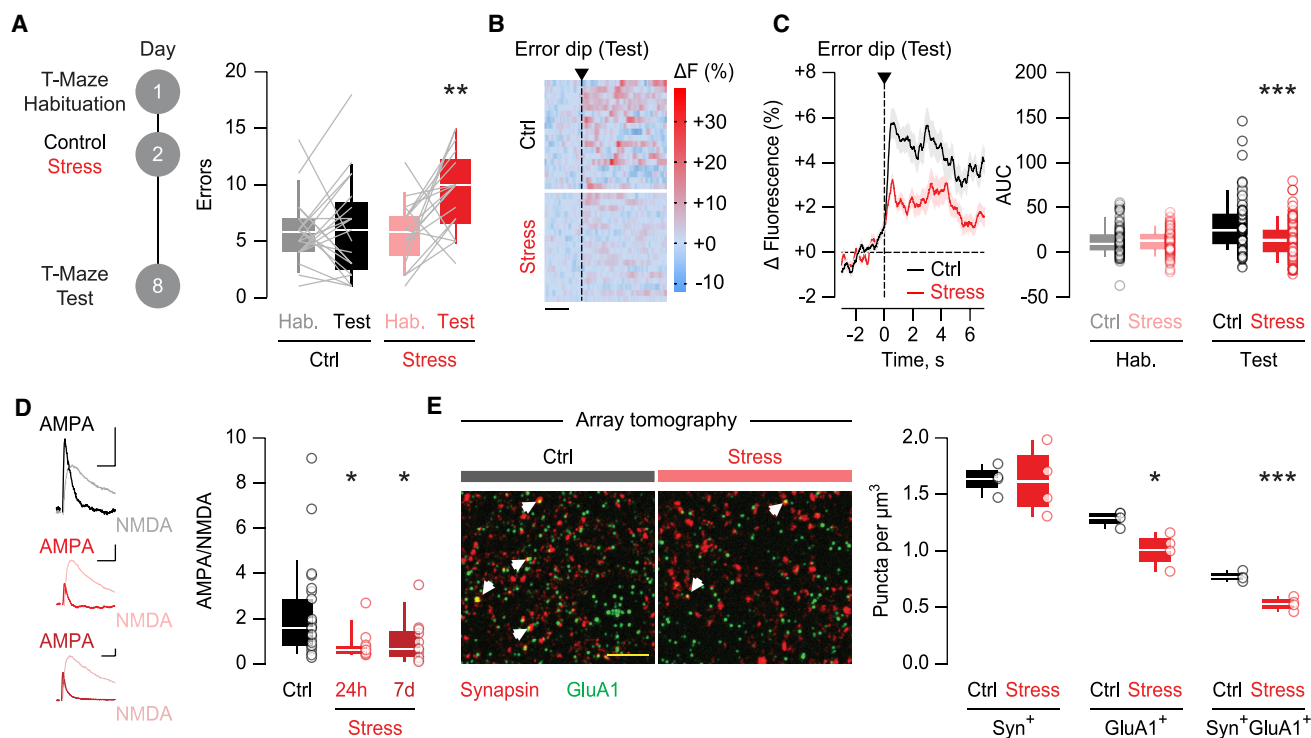 A
Day
T-Maze
Habituation
1
Control
Stress
2
T-Maze
Test
8
Errors
20
15
10
5
0
**
Hab. Test Hab. Test
Ctrl Stress
B
Error dip (Test)
ΔF (%)
Ctrl
Stress
+30
+20
+10
+0
-10
C
Error dip (Test)
Δ Fluorescence (%)
+8
+6
+4
+2
+0
-2
Ctrl
Stress
-2 0 2 4 6
Time, s
AUC
200
150
100
50
0
-50
***
Ctrl Stress Ctrl Stress
Hab. Test
D
AMPA
NMDA
AMPA
NMDA
AMPA
NMDA
AMPA/NMDA
10
8
6
4
2
0
* *
Ctrl 24h 7d
Stress
E
Array tomography
Ctrl Stress
Synapsin GluA1
Puncta per μm³
2.0
1.5
1.0
0.5
0.0
* ***
Ctrl Stress Ctrl Stress Ctrl Stress
Syn⁺ GluA1⁺ Syn⁺GluA1⁺